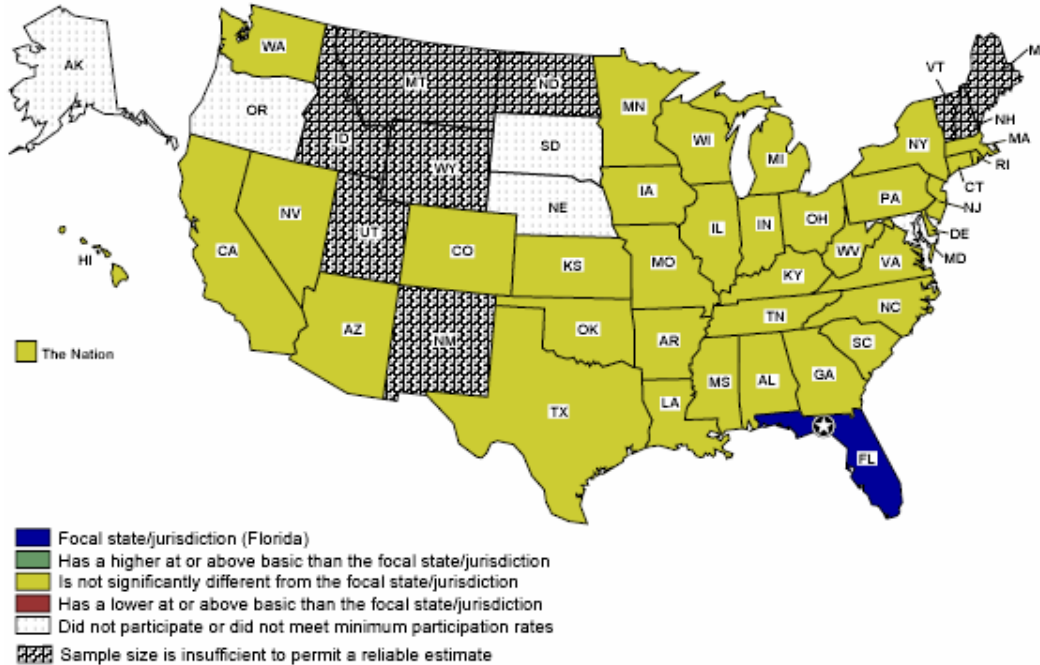 WA
AK
MT
ND
VT
M
OR
MN
ID
SD
WI
NH
MA
NY
MI
WY
RI
IA
CT
NE
PA
NJ
NV
OH
IL
IN
UT
DE
CA
CO
WV
MD
HI
KS
MO
VA
KY
NC
TN
AZ
OK
NM
AR
SC
The Nation
MS
AL
GA
LA
TX
FL
Focal state/jurisdiction (Florida)
Has a higher at or above basic than the focal state/jurisdiction
Is not significantly different from the focal state/jurisdiction
Has a lower at or above basic than the focal state/jurisdiction
Did not participate or did not meet minimum participation rates
Sample size is insufficient to permit a reliable estimate